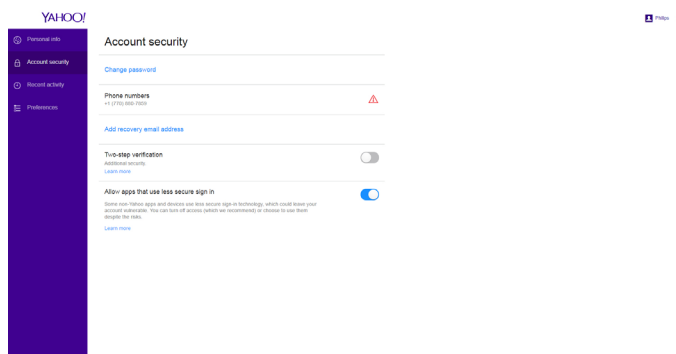 YAHOO!
Philips
Personal info
Account security
Recent activity
Preferences
Account security
Change password
Phone numbers
Add recovery email address
Two-step verification
Additional security
Learn more
Allow apps that use less secure sign in
Some non-Yahoo apps and devices use less secure sign-in technology, which could leave your
account vulnerable. You can turn off access (which we recommend) or choose to use them
despite the risks.
Learn more